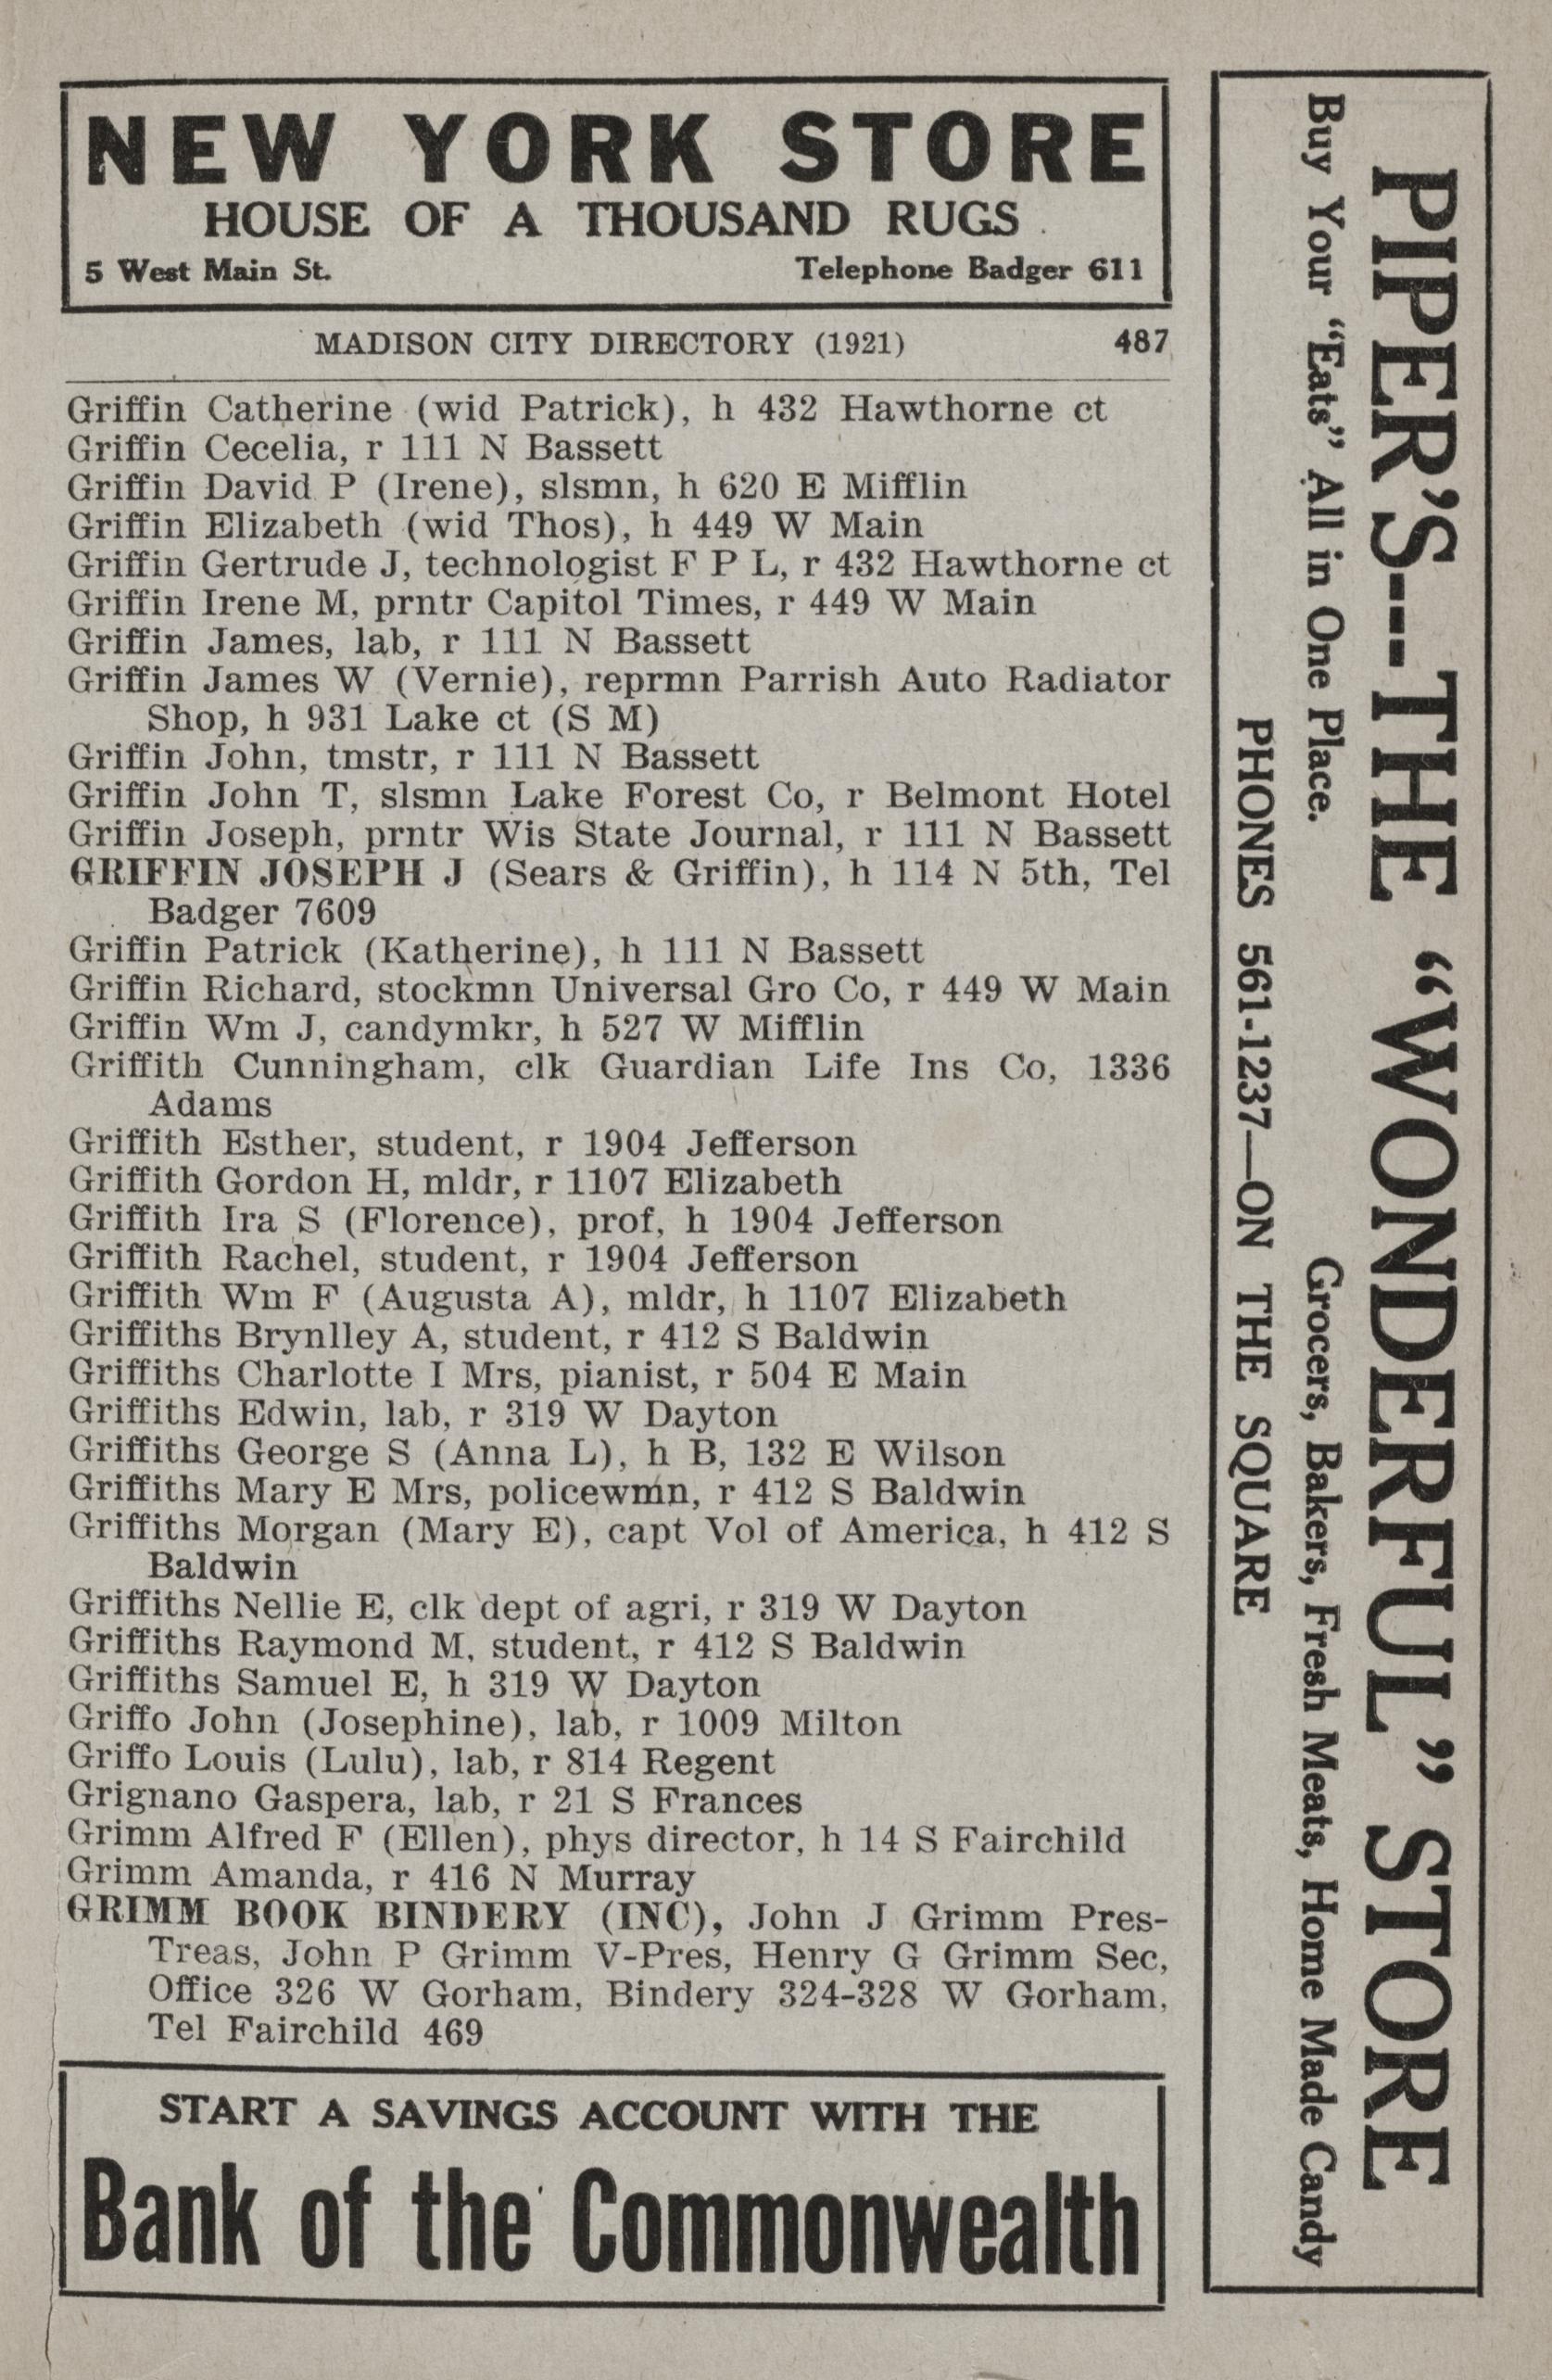 NEW YORK STORE
HOUSE OF A THOUSAND RUGS
5 West Main St. Telephone Badger 611
MADISON CITY DIRECTORY (1921) 487
Griffin Catherine (wid Patrick), h 432 Hawthorne ct
Griffin Cecelia, r 111 N Bassett
Griffin David P (Irene), slsmn, h 620 E Mifflin
Griffin Elizabeth (wid Thos), h 449 W Main
Griffin Gertrude J, technologist F P L, r 432 Hawthorne ct
Griffin Irene M, prntr Capitol Times, r 449 W Main
Griffin James, lab, r 111 N Bassett
Griffin James W (Vernie), reprmn Parrish Auto Radiator
Shop, h 931 Lake ct (S M)
Griffin John, tmstr, r 111 N Bassett
Griffin John T, slsmn Lake Forest Co, r Belmont Hotel
Griffin Joseph, prntr Wis State Journal, r 111 N Bassett
GRIFFIN JOSEPH J (Sears & Griffin), h 114 N 5th, Tel
Badger 7609
Griffin Patrick (Katherine), h 111 N Bassett
Griffin Richard, stockmn Universal Gro Co, r 449 W Main
Griffin Wm J, candymkr, h 527 W Mifflin
Griffith Cunningham, clk Guardian Life Ins Co, 1336
Adams
Griffith Esther, student, r 1904 Jefferson
Griffith Gordon H, mldr, r 1107 Elizabeth
Griffith Ira S (Florence), prof, h 1904 Jefferson
Griffith Rachel, student, r 1904 Jefferson
Griffith Wm F (Augusta A), mldr, h 1107 Elizabeth
Griffiths Brynlley A, student, r 412 S Baldwin
Griffiths Charlotte I Mrs, pianist, r 504 E Main
Griffiths Edwin, lab, r 319 W Dayton
Griffiths George S (Anna L), h B, 132 E Wilson
Griffiths Mary E Mrs, policewmn, r 412 S Baldwin
Griffiths Morgan (Mary E), capt Vol of America, h 412 S
Baldwin
Griffiths Nellie E, clk dept of agri, r 319 W Dayton
Griffiths Raymond M, student, r 412 S Baldwin
Griffiths Samuel E, h 319 W Dayton
Griffo John (Josephine), lab, r 1009 Milton
Griffo Louis (Lulu), lab, r 814 Regent
Grignano Gaspera, lab, r 21 S Frances
Grimm Alfred F (Ellen), phys director, h 14 S Fairchild
Grimm Amanda, r 416 N Murray
GRIMM BOOK BINDERY (INC), John J Grimm Pres-
Treas, John P Grimm V-Pres, Henry G Grimm Sec,
Office 326 W Gorham, Bindery 324-328 W Gorham,
Tel Fairchild 469
START A SAVINGS ACCOUNT WITH THE
Bank of the Commonwealth
PIPER'S---THE "WONDERFUL" STORE
Buy Your "Eats" All in One Place. Grocers, Bakers, Fresh Meats, Home Made Candy
PHONES 561-1237—ON THE SQUARE